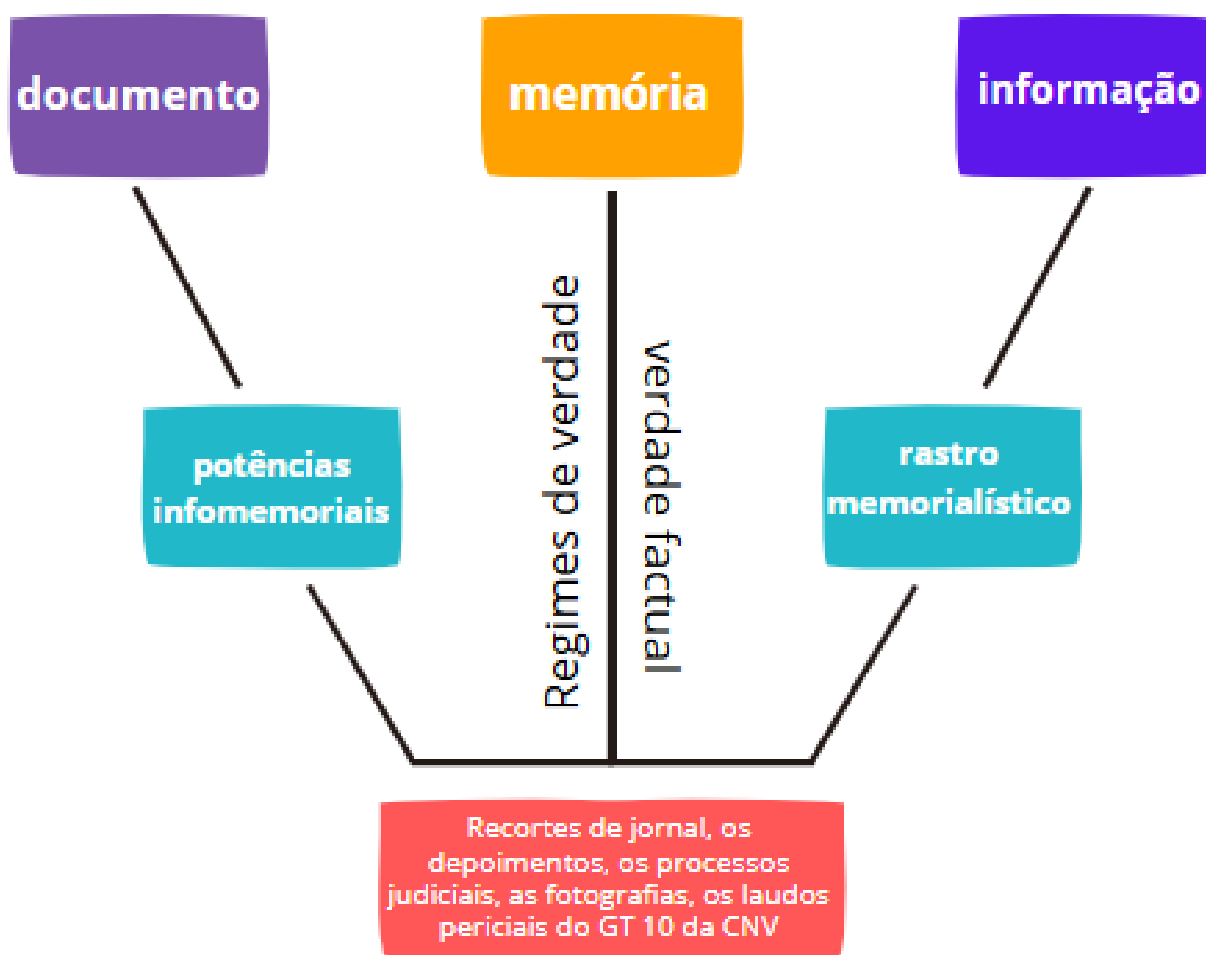 documento
memória
informação
Regimes de verdade
verdade factual
potências
infomemoriais
rastro
memorialístico
Recortes de jornal, os
depoimentos, os processos
judiciais, as fotografias, os laudos
periciais do GT 10 da CNV